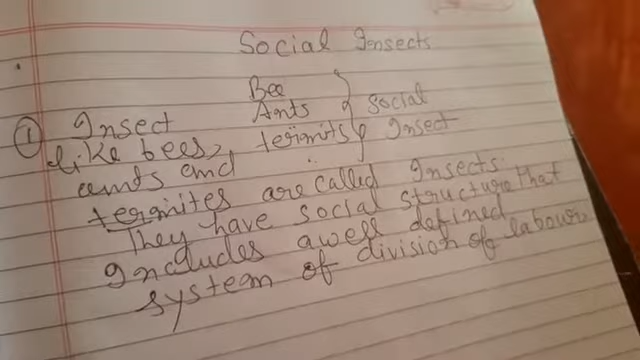 Social Insects
Bee
Ants } social
① Insect termits Insect
like bees,
ants and
termites are called Insects.
They have social structure that
Includes a well defined
system of division of labour,